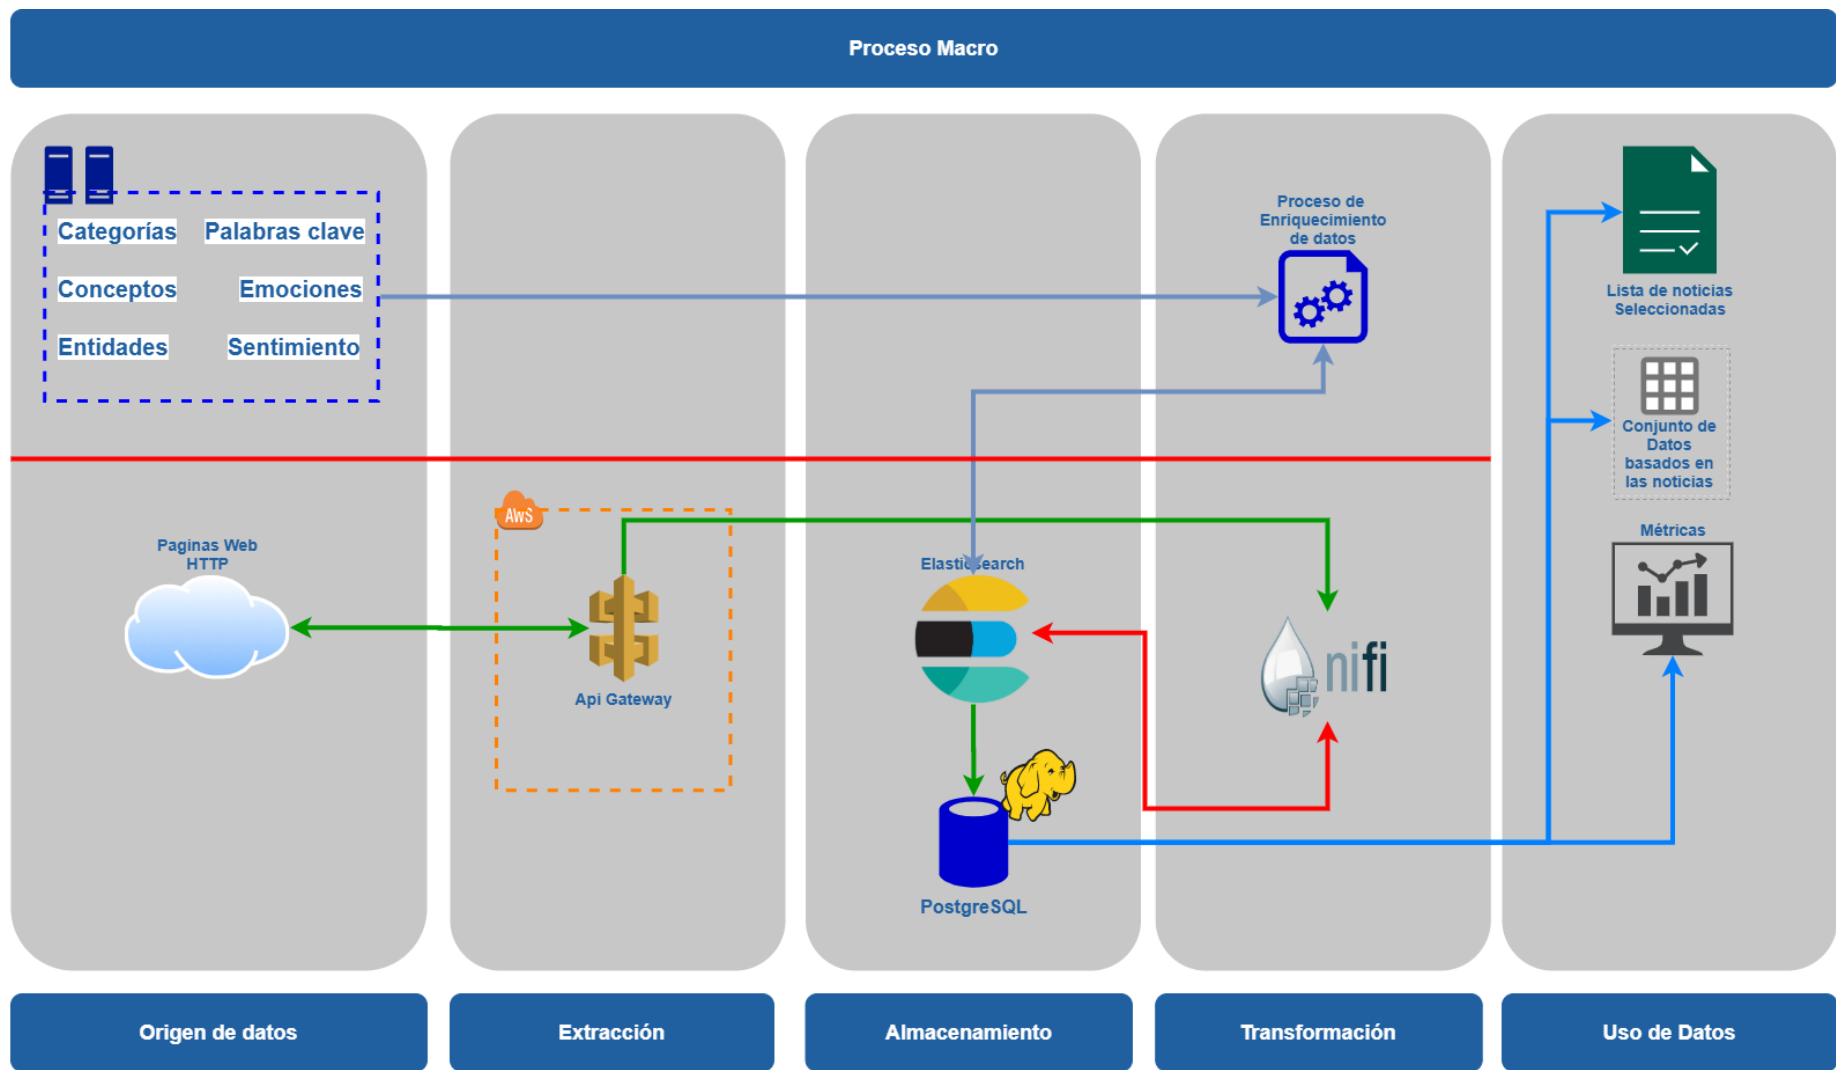 Proceso Macro
Categorías
Palabras clave
Conceptos
Emociones
Entidades
Sentimiento
Paginas Web
HTTP
AWS
Api Gateway
Elasticsearch
PostgreSQL
Proceso de
Enriquecimiento
de datos
nifi
Lista de noticias
Seleccionadas
Conjunto de
Datos
basados en
las noticias
Métricas
Origen de datos
Extracción
Almacenamiento
Transformación
Uso de Datos